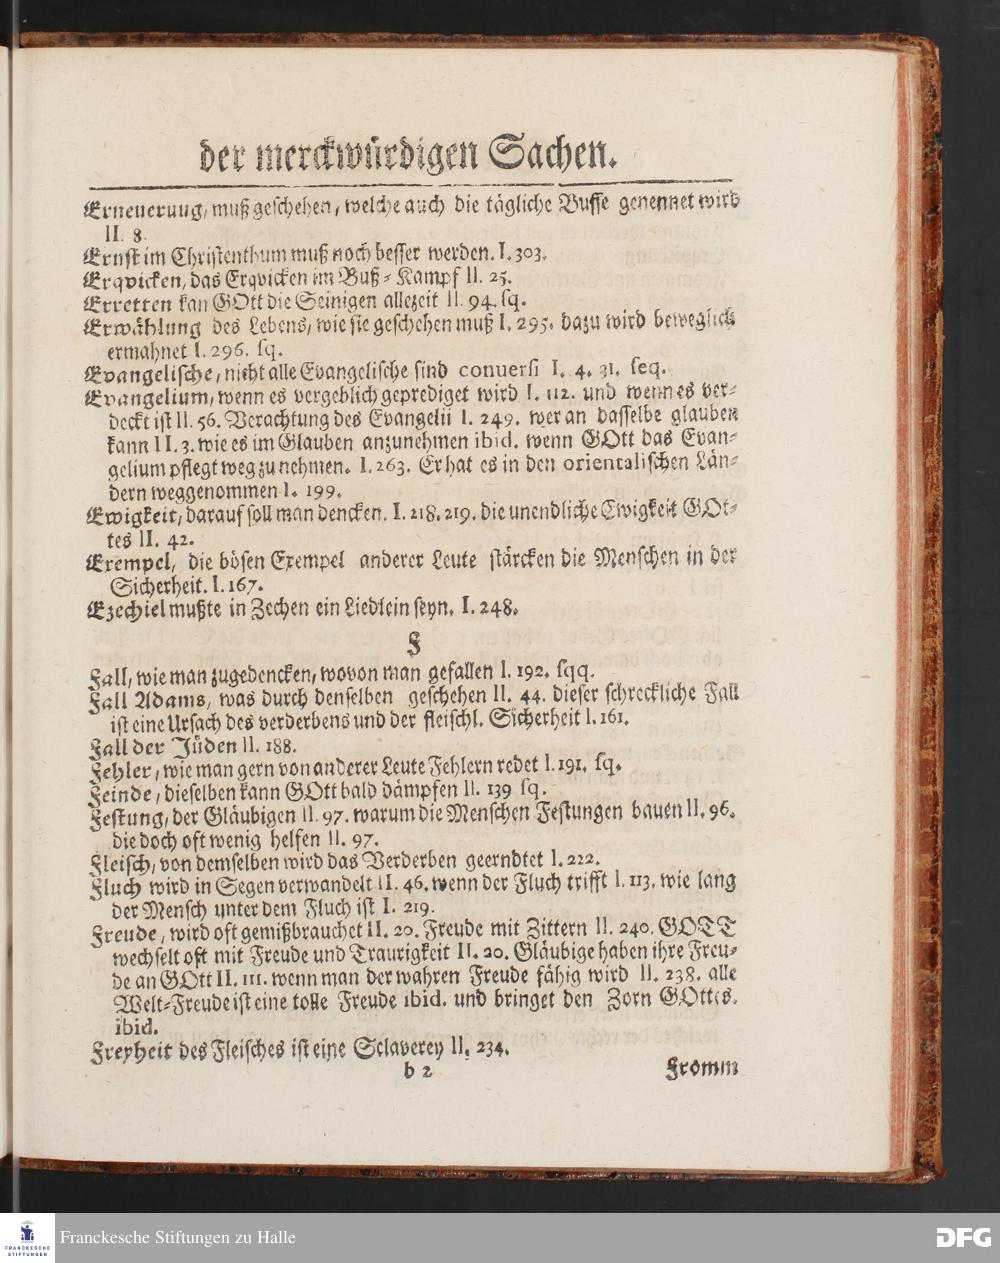 der merckwürdigen Sachen.
Erneuerung, muß geschehen, welche auch die tägliche Busse genennet wird
II. 8.
Ernst im Christenthum muß noch besser werden. I. 303.
Erqvicken, das Erqvicken im Buß-Kampf II. 25.
Erretten kan GOtt die Seinigen allezeit II. 94. sq.
Erwählung des Lebens, wie sie geschehen muß I. 295. dazu wird beweglich
ermahnet I. 296. sq.
Evangelische, nicht alle Evangelische sind conuersi I. 4. 31. seq.
Evangelium, wenn es vergeblich geprediget wird I. 112. und wenn es ver-
deckt ist II. 56. Verachtung des Evangelii I. 249. wer an dasselbe glauben
kann II. 3. wie es im Glauben anzunehmen ibid. wenn GOtt das Evan-
gelium pflegt weg zu nehmen. I. 263. Er hat es in den orientalischen Län-
dern weggenommen I. 199.
Ewigkeit, darauf soll man dencken. I. 218. 219. die unendliche Ewigkeit GOt-
tes II. 42.
Exempel, die bösen Exempel anderer Leute stärcken die Menschen in der
Sicherheit. I. 167.
Ezechiel mußte in Zechen ein Liedlein seyn. I. 248.
F
Fall, wie man zugedencken, wovon man gefallen I. 192. sqq.
Fall Adams, was durch denselben geschehen II. 44. dieser schreckliche Fall
ist eine Ursach des verderbens und der fleischl. Sicherheit I. 161.
Fall der Jüden II. 188.
Fehler, wie man gern von anderer Leute Fehlern redet I. 191. sq.
Feinde, dieselben kann GOtt bald dämpfen II. 139 sq.
Festung, der Gläubigen II. 97. warum die Menschen Festungen bauen II. 96.
die doch oft wenig helfen II. 97.
Fleisch, von demselben wird das Verderben geerndtet I. 222.
Fluch wird in Segen verwandelt II. 46. wenn der Fluch trifft I. 113. wie lang
der Mensch unter dem Fluch ist I. 219.
Freude, wird oft gemißbrauchet II. 20. Freude mit Zittern II. 240. GOTT
wechselt oft mit Freude und Traurigkeit II. 20. Gläubige haben ihre Freu-
de an GOtt II. III. wenn man der wahren Freude fähig wird II. 238. alle
Welt-Freude ist eine tolle Freude ibid. und bringet den Zorn GOttes.
ibid.
Freyheit des Fleisches ist eine Sclaverey II. 234.
b 2 Fromm
FRANCKESCHE
STIFTUNGEN
Franckesche Stiftungen zu Halle
DFG